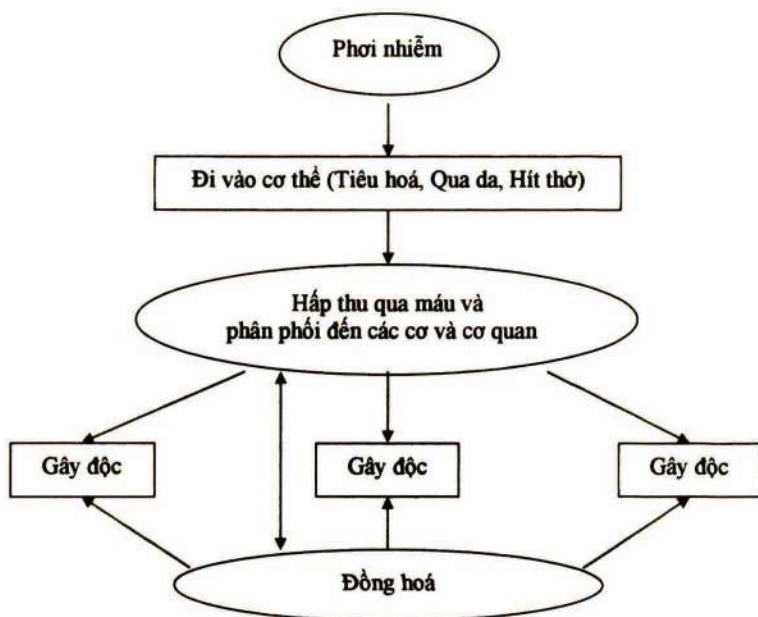 Phơi nhiễm
Đi vào cơ thể (Tiêu hoá, Qua da, Hít thở)
Hấp thu qua máu và
phân phối đến các cơ và cơ quan
Gây độc
Gây độc
Gây độc
Đồng hoá